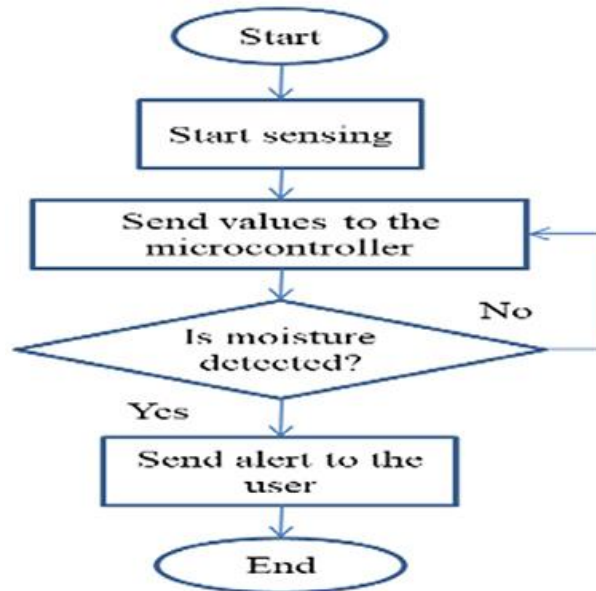 Start
Start sensing
Send values to the
microcontroller
No
Is moisture
detected?
Yes
Send alert to the
user
End